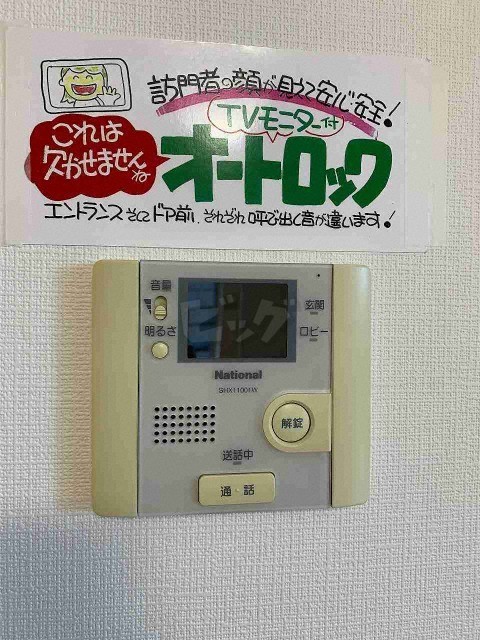 訪問者の顔が見えて安心・安全!
TVモニター付
これは
欠かせませんね
オートロック
エントランスそしてドア前、それぞれ呼び出し音が違います!
音量
玄関
明るさ
ロビー
ビッグ
National
解錠
送話中
通話